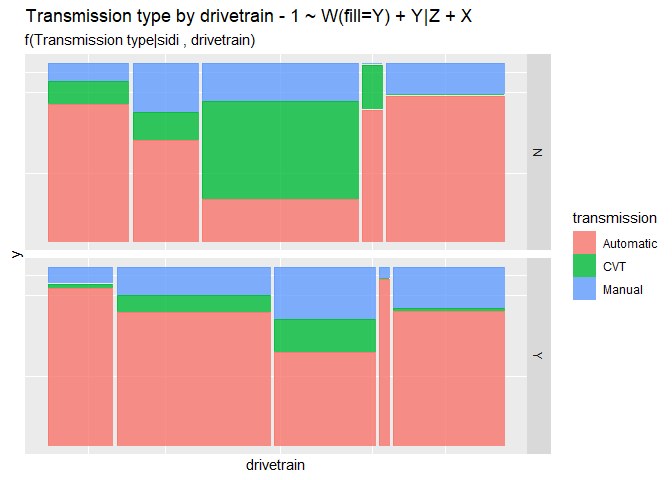 Transmission type by drivetrain - 1 ~ W(fill=Y) + Y|Z + X
f(Transmission type|sidi , drivetrain)
N
Y
y
drivetrain
transmission
Automatic
CVT
Manual